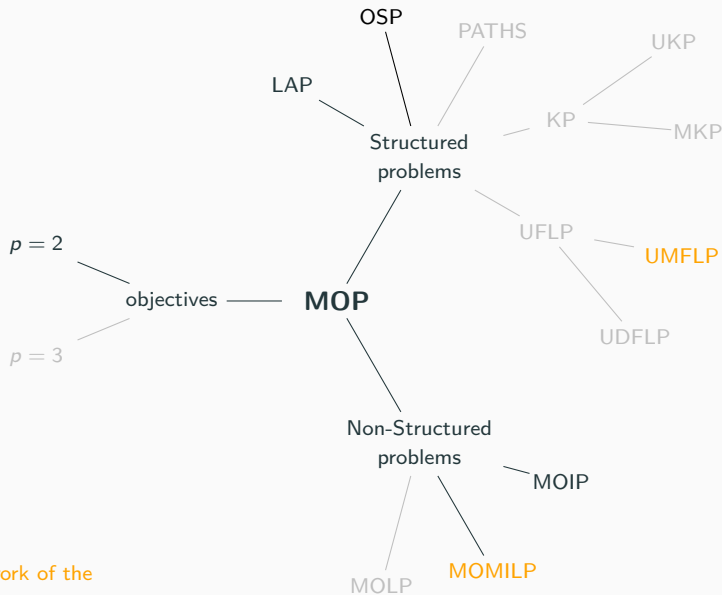 OSP
PATHS
UKP
LAP
KP
MKP
Structured
problems
UFLP
p = 2
UMFLP
objectives
MOP
UDFLP
p = 3
Non-Structured
problems
MOIP
ork of the
MOMILP
MOLP